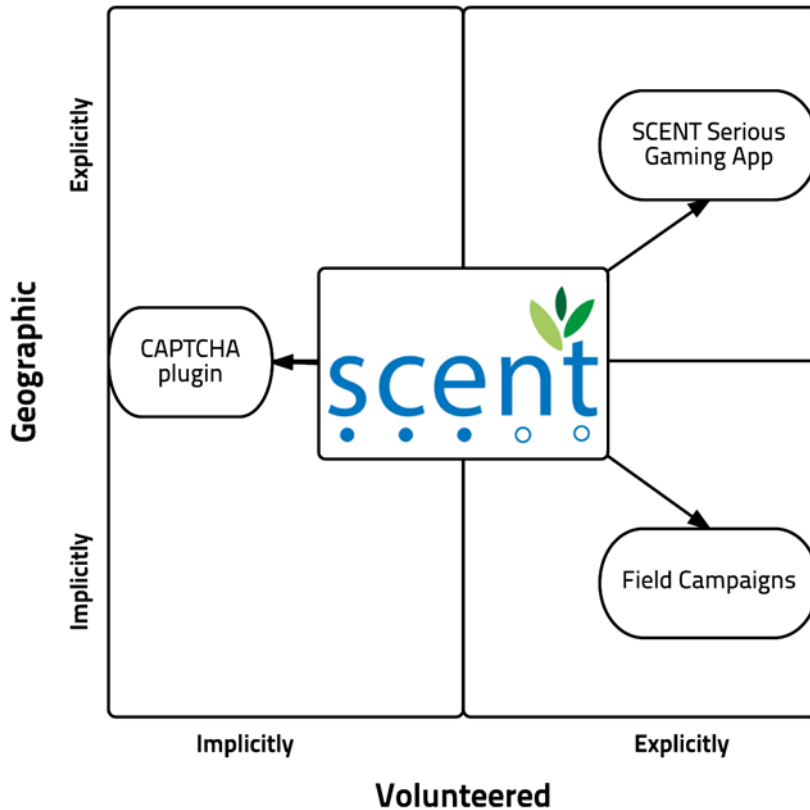 Explicitly
SCENT Serious
Gaming App
Geographic
CAPTCHA
plugin
scent
Implicitly
Field Campaigns
Implicitly
Explicitly
Volunteered